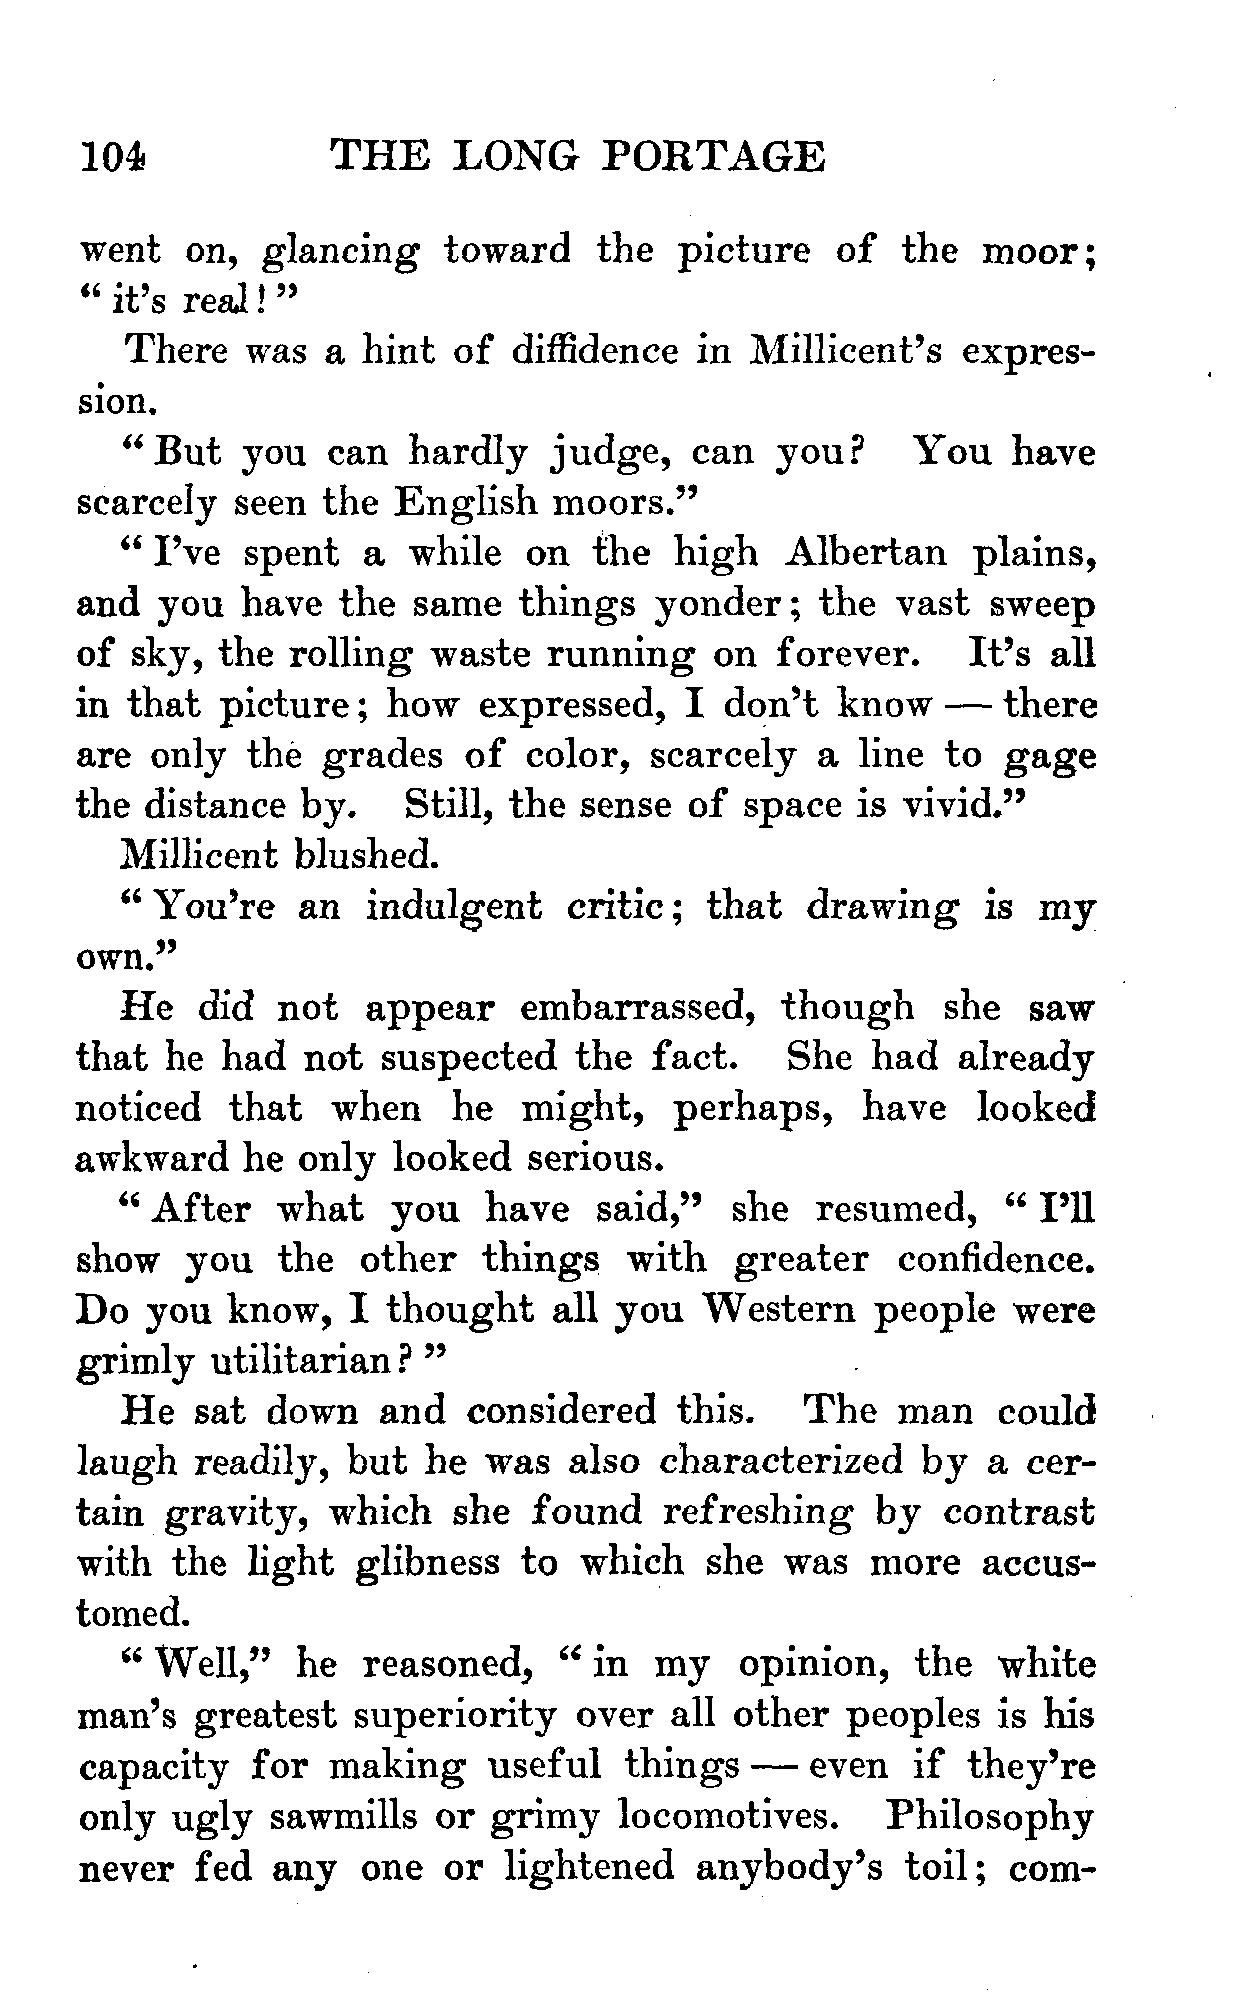 104 THE LONG PORTAGE
went on, glancing toward the picture of the moor;
“ it’s real! ”
There was a hint of diffidence in Millicent’s expres-
sion.
“ But you can hardly judge, can you? You have
scarcely seen the English moors.”
“ I’ve spent a while on the high Albertan plains,
and you have the same things yonder; the vast sweep
of sky, the rolling waste running on forever. It’s all
in that picture; how expressed, I don’t know — there
are only the grades of color, scarcely a line to gage
the distance by. Still, the sense of space is vivid.”
Millicent blushed.
“ You’re an indulgent critic; that drawing is my
own.”
He did not appear embarrassed, though she saw
that he had not suspected the fact. She had already
noticed that when he might, perhaps, have looked
awkward he only looked serious.
“ After what you have said,” she resumed, “ I’ll
show you the other things with greater confidence.
Do you know, I thought all you Western people were
grimly utilitarian? ”
He sat down and considered this. The man could
laugh readily, but he was also characterized by a cer-
tain gravity, which she found refreshing by contrast
with the light glibness to which she was more accus-
tomed.
“ Well,” he reasoned, “ in my opinion, the white
man’s greatest superiority over all other peoples is his
capacity for making useful things — even if they’re
only ugly sawmills or grimy locomotives. Philosophy
never fed any one or lightened anybody’s toil; com-